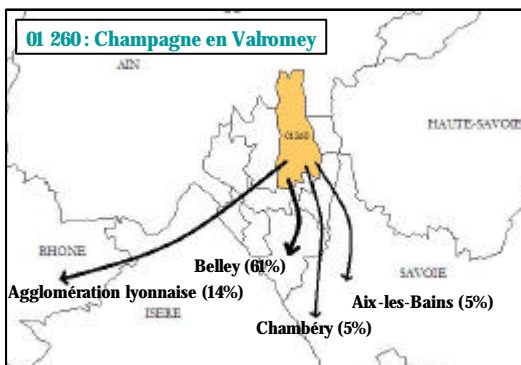 01 260 : Champagne en Valromey
AIN
01260
HAUTE-SAVOIE
RHONE
Belley (61%)
SAVOIE
Agglomération lyonnaise (14%)
Aix-les-Bains (5%)
ISERE
Chambéry (5%)